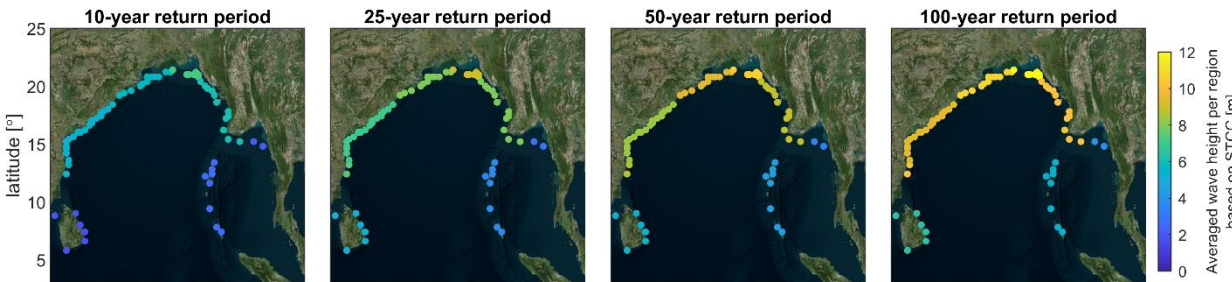 10-year return period
25-year return period
50-year return period
100-year return period
25
20
15
10
5
latitude [°]
12
10
8
6
4
2
0
Averaged wave height per region
based on STCC [m]